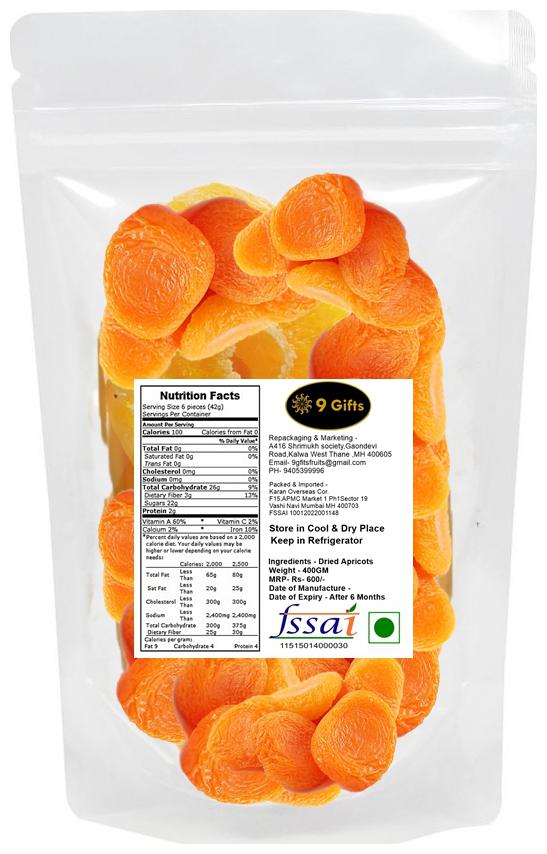 Nutrition Facts
Serving Size 6 pieces (42g)
Servings Per Container
Amount Per Serving
Calories 100 Calories from Fat 0
% Daily Value*
Total Fat 0g 0%
Saturated Fat 0g 0%
Trans Fat 0g
Cholesterol 0mg 0%
Sodium 0mg 0%
Total Carbohydrate 26g 9%
Dietary Fiber 3g 13%
Sugars 22g
Protein 2g
Vitamin A 60% * Vitamin C 2%
Calcium 2% * Iron 10%
*Percent daily values are based on a 2,000
calorie diet. Your daily values may be
higher or lower depending on your calorie
needs:
Calories: 2,000 2,500
Total Fat Less Than 65g 80g
Sat Fat Less Than 20g 25g
Cholesterol Less Than 300g 300g
Sodium Less Than 2,400mg 2,400mg
Total Carbohydrate 300g 375g
Dietary Fiber 25g 30g
Calories per gram:
Fat 9 Carbohydrate 4 Protein 4
9 Gifts
Repackaging & Marketing -
A416 Shrimukh society,Gaondevi
Road,Kalwa West Thane ,MH 400605
Email- 9gfitsfruits@gmail.com
PH- 9405399996
Packed & Imported -
Karan Overseas Cor.
F15,APMC Market 1 Ph1Sector 19
Vashi Navi Mumbai MH 400703
FSSAI 10012022001148
Store in Cool & Dry Place
Keep in Refrigerator
Ingredients - Dried Apricots
Weight - 400GM
MRP- Rs- 600/-
Date of Manufacture -
Date of Expiry - After 6 Months
fssai
11515014000030